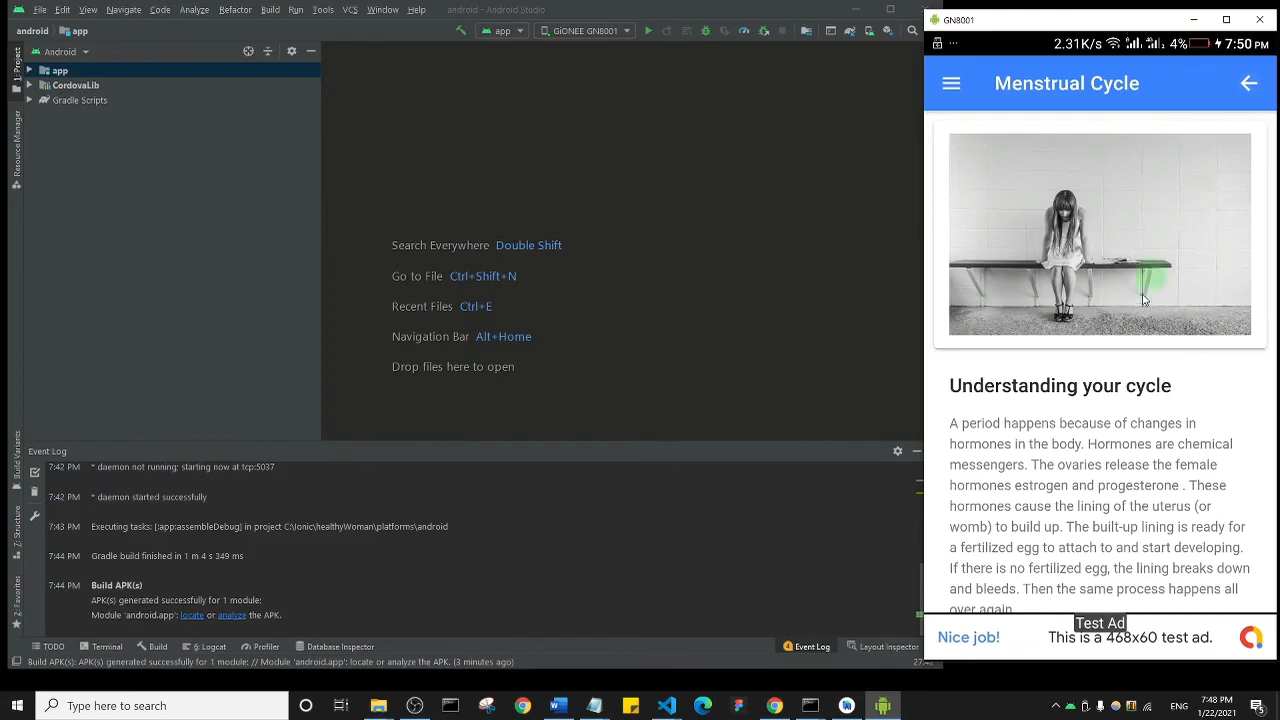 File Edit View Navigate Code Analyze Refactor Build Run Tools VCS Window Help android - Android Studio
android app
app GiONEE GN8001
Android
1: Project
app
CordovaLib
Gradle Scripts
Resource Manager
Search Everywhere Double Shift
Go to File Ctrl+Shift+N
Recent Files Ctrl+E
Navigation Bar Alt+Home
Drop files here to open
Build Variants
Z: Structure
2: Favorites
Event Log
7:42 PM * daemon not running; starting now at tcp:5037
7:42 PM * daemon started successfully
7:43 PM Executing tasks: [app:assembleDebug] in project C:\Ionic\healthyWoman\platforms\android
7:44 PM Gradle build finished in 1 m 4 s 349 ms
7:44 PM Build APK(s)
APK(s) generated successfully for 1 module:
Module 'android.app': locate or analyze the APK.
TODO Terminal Build 6: Logcat Profiler Database Inspector Event Log Layout Inspector
Build APK(s): APK(s) generated successfully for 1 module: // Module 'android.app': locate or analyze the APK. (3 minutes ago)
GN8001
2.31K/s 4% 7:50 PM
Menstrual Cycle
Understanding your cycle
A period happens because of changes in
hormones in the body. Hormones are chemical
messengers. The ovaries release the female
hormones estrogen and progesterone . These
hormones cause the lining of the uterus (or
womb) to build up. The built-up lining is ready for
a fertilized egg to attach to and start developing.
If there is no fertilized egg, the lining breaks down
and bleeds. Then the same process happens all
over again.
Test Ad
Nice job! This is a 468x60 test ad.
Type here to search
7:48 PM
1/22/2021